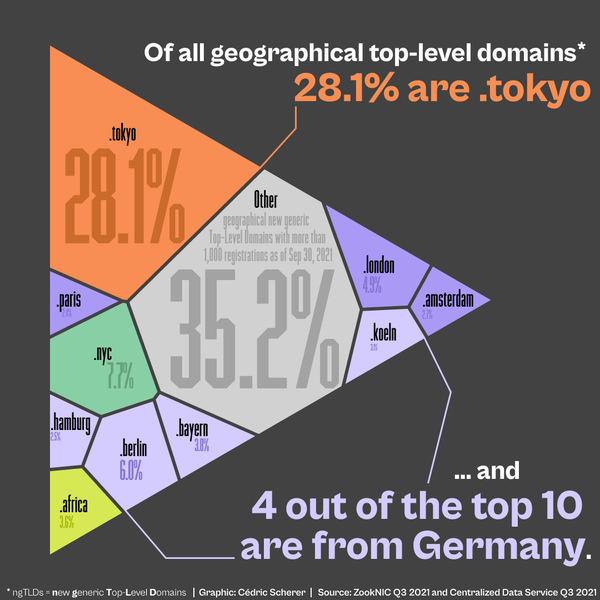 Of all geographical top-level domains*
28.1% are .tokyo
.tokyo
28.1%
Other
geographical new generic
Top-Level Domains with more than
1,000 registrations as of Sep 30, 2021
35.2%
.london
4.9%
.amsterdam
2.7%
.paris
2.4%
.koeln
3.1%
.nyc
7.7%
.hamburg
2.5%
.berlin
6.0%
.bayern
3.8%
.africa
3.6%
... and
4 out of the top 10
are from Germany.
* ngTLDs = new generic Top-Level Domains | Graphic: Cédric Scherer | Source: ZookNIC Q3 2021 and Centralized Data Service Q3 2021